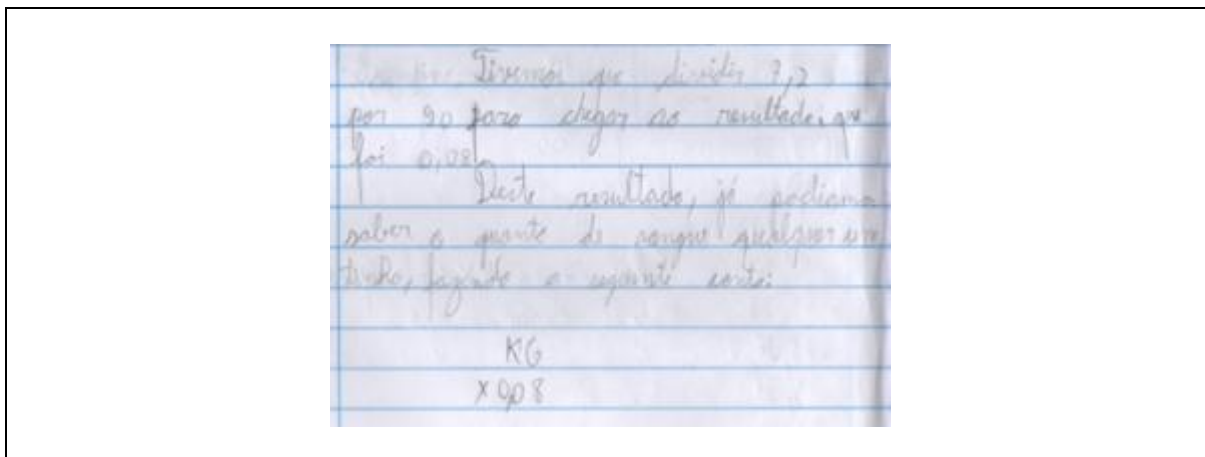 Tivemos que dividir 7,2
por 90 para chegar ao resultado, que
foi 0,08.
Deste resultado, já podiamos
saber o quanto de sangue qualquer um
tinha, fazendo a seguinte conta:
KG
X 0,08